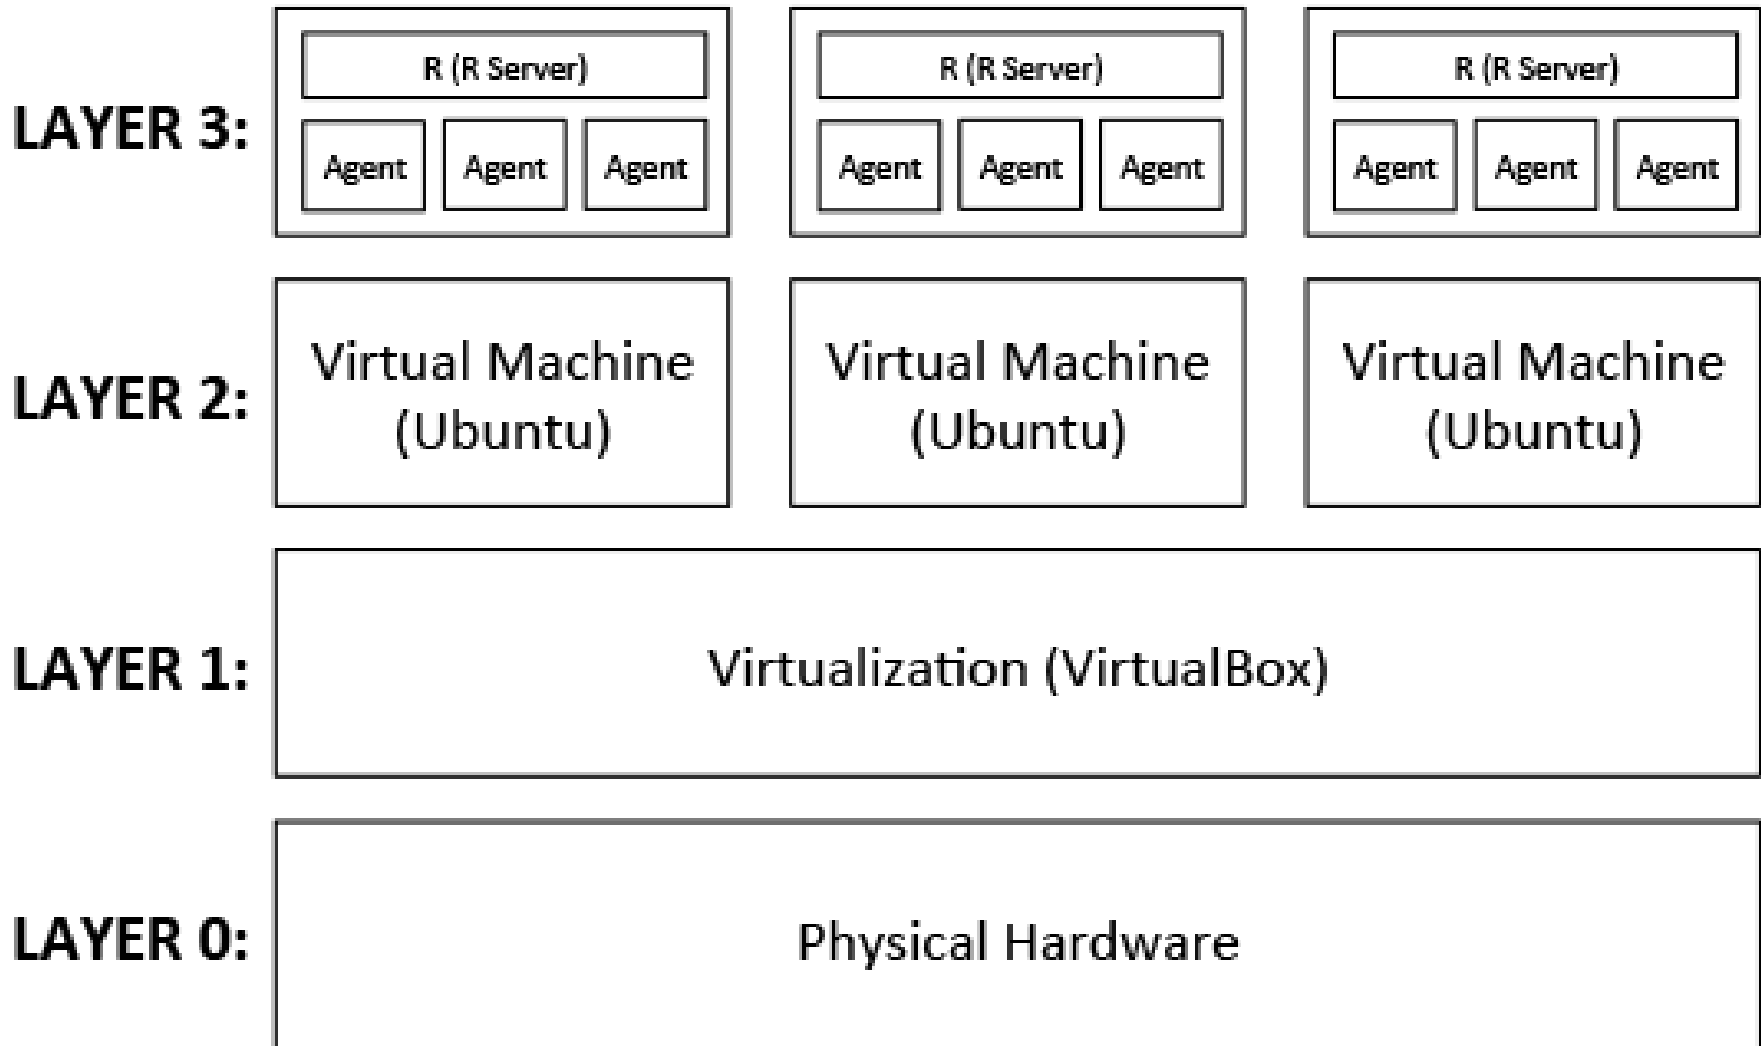 LAYER 3:
R (R Server)
Agent Agent Agent
R (R Server)
Agent Agent Agent
R (R Server)
Agent Agent Agent
LAYER 2:
Virtual Machine
(Ubuntu)
Virtual Machine
(Ubuntu)
Virtual Machine
(Ubuntu)
LAYER 1:
Virtualization (VirtualBox)
LAYER 0:
Physical Hardware